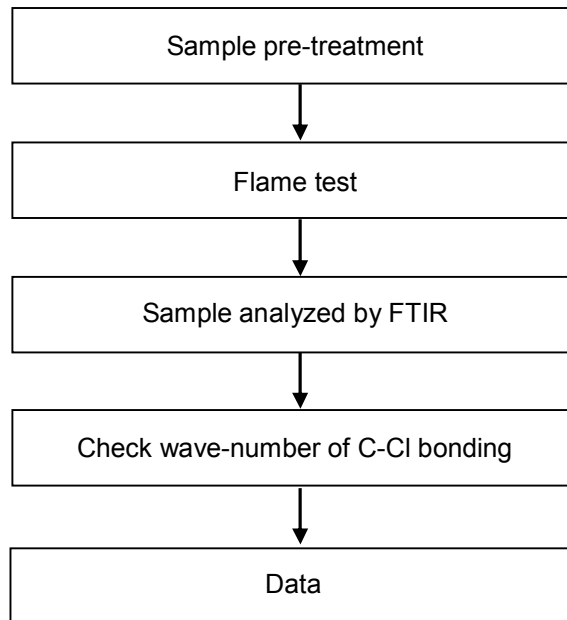 Sample pre-treatment
Flame test
Sample analyzed by FTIR
Check wave-number of C-Cl bonding
Data